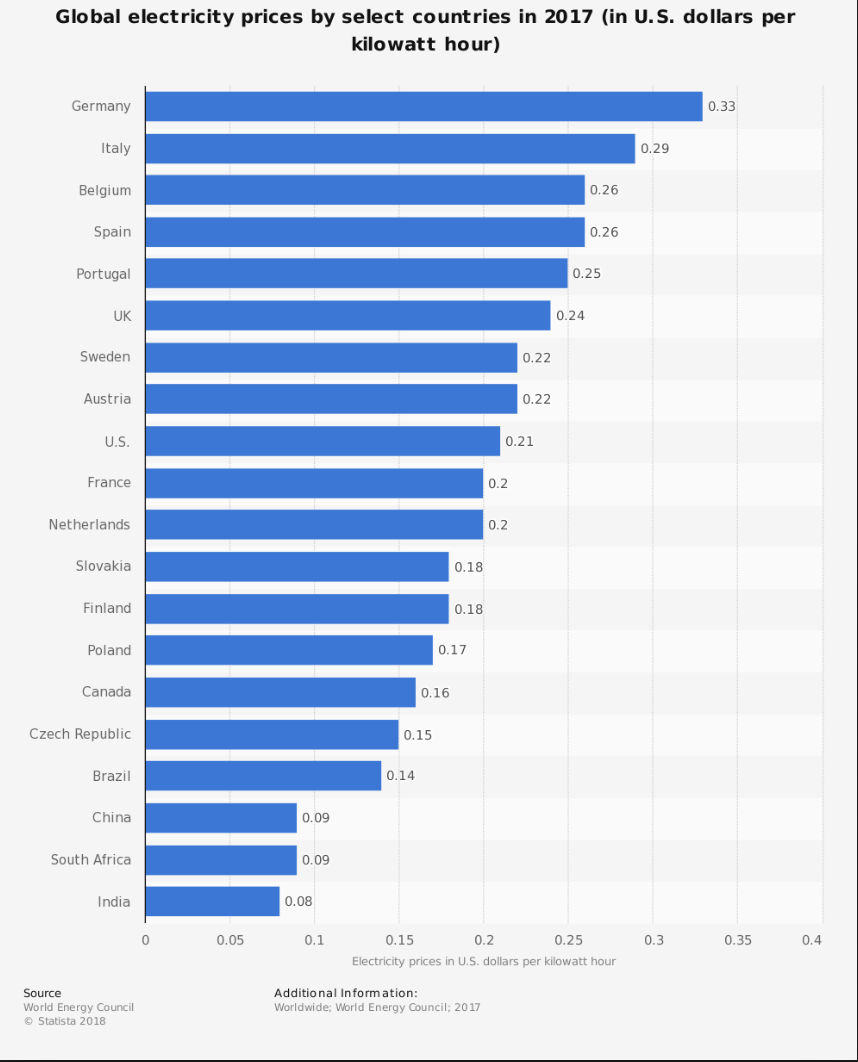 Global electricity prices by select countries in 2017 (in U.S. dollars per
kilowatt hour)
Germany 0.33
Italy 0.29
Belgium 0.26
Spain 0.26
Portugal 0.25
UK 0.24
Sweden 0.22
Austria 0.22
U.S. 0.21
France 0.2
Netherlands 0.2
Slovakia 0.18
Finland 0.18
Poland 0.17
Canada 0.16
Czech Republic 0.15
Brazil 0.14
China 0.09
South Africa 0.09
India 0.08
0 0.05 0.1 0.15 0.2 0.25 0.3 0.35 0.4
Electricity prices in U.S. dollars per kilowatt hour
Source
World Energy Council
© Statista 2018
Additional Information:
Worldwide; World Energy Council; 2017